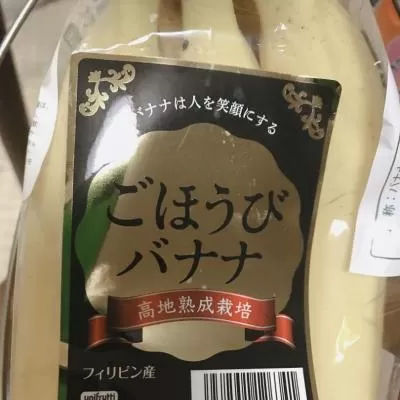 バナナは人を笑顔にする
ごほうび
バナナ
高地熟成栽培
フィリピン産
unifrutti